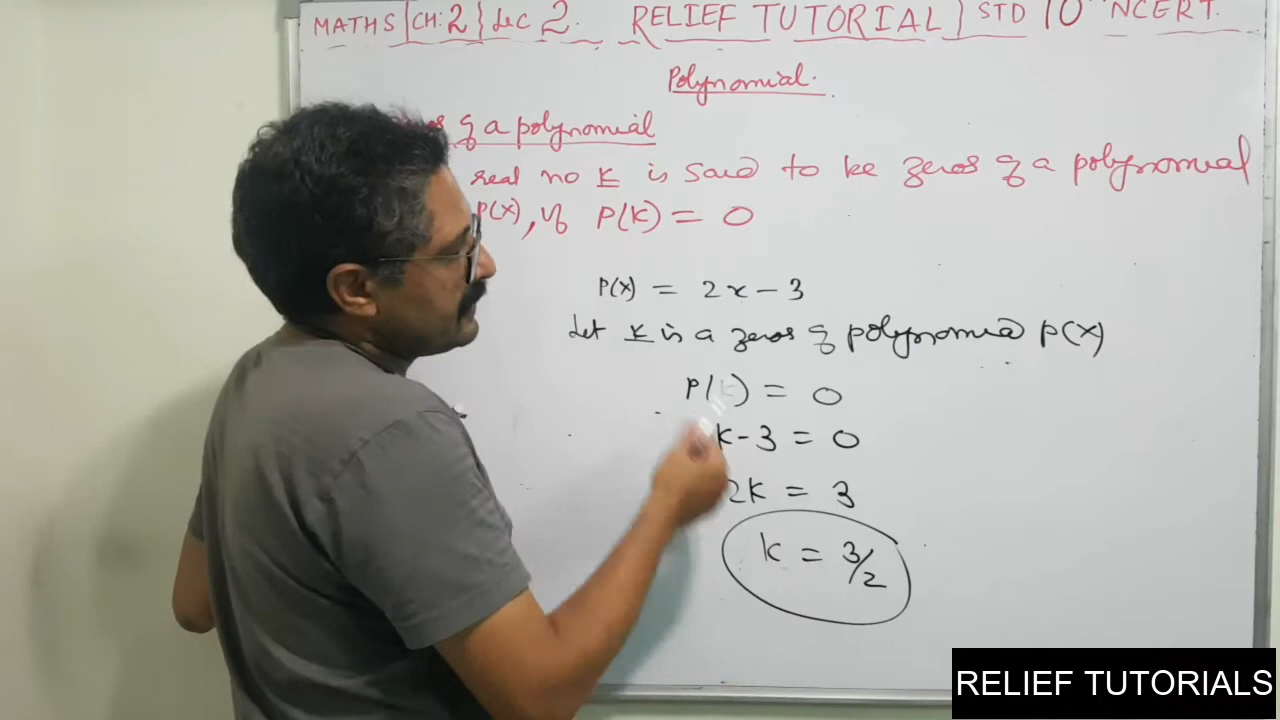 MATHS | CH: 2 } Lec 2. RELIEF TUTORIAL | STD 10 NCERT.
Polynomial.
of a polynomial
real no k is said to be zeros of a polynomial
P(X), if P(k) = 0
P(X) = 2x - 3
Let k is a zeros of polynomial P(X)
P(k) = 0
k - 3 = 0
2k = 3
k = 3/2
RELIEF TUTORIALS